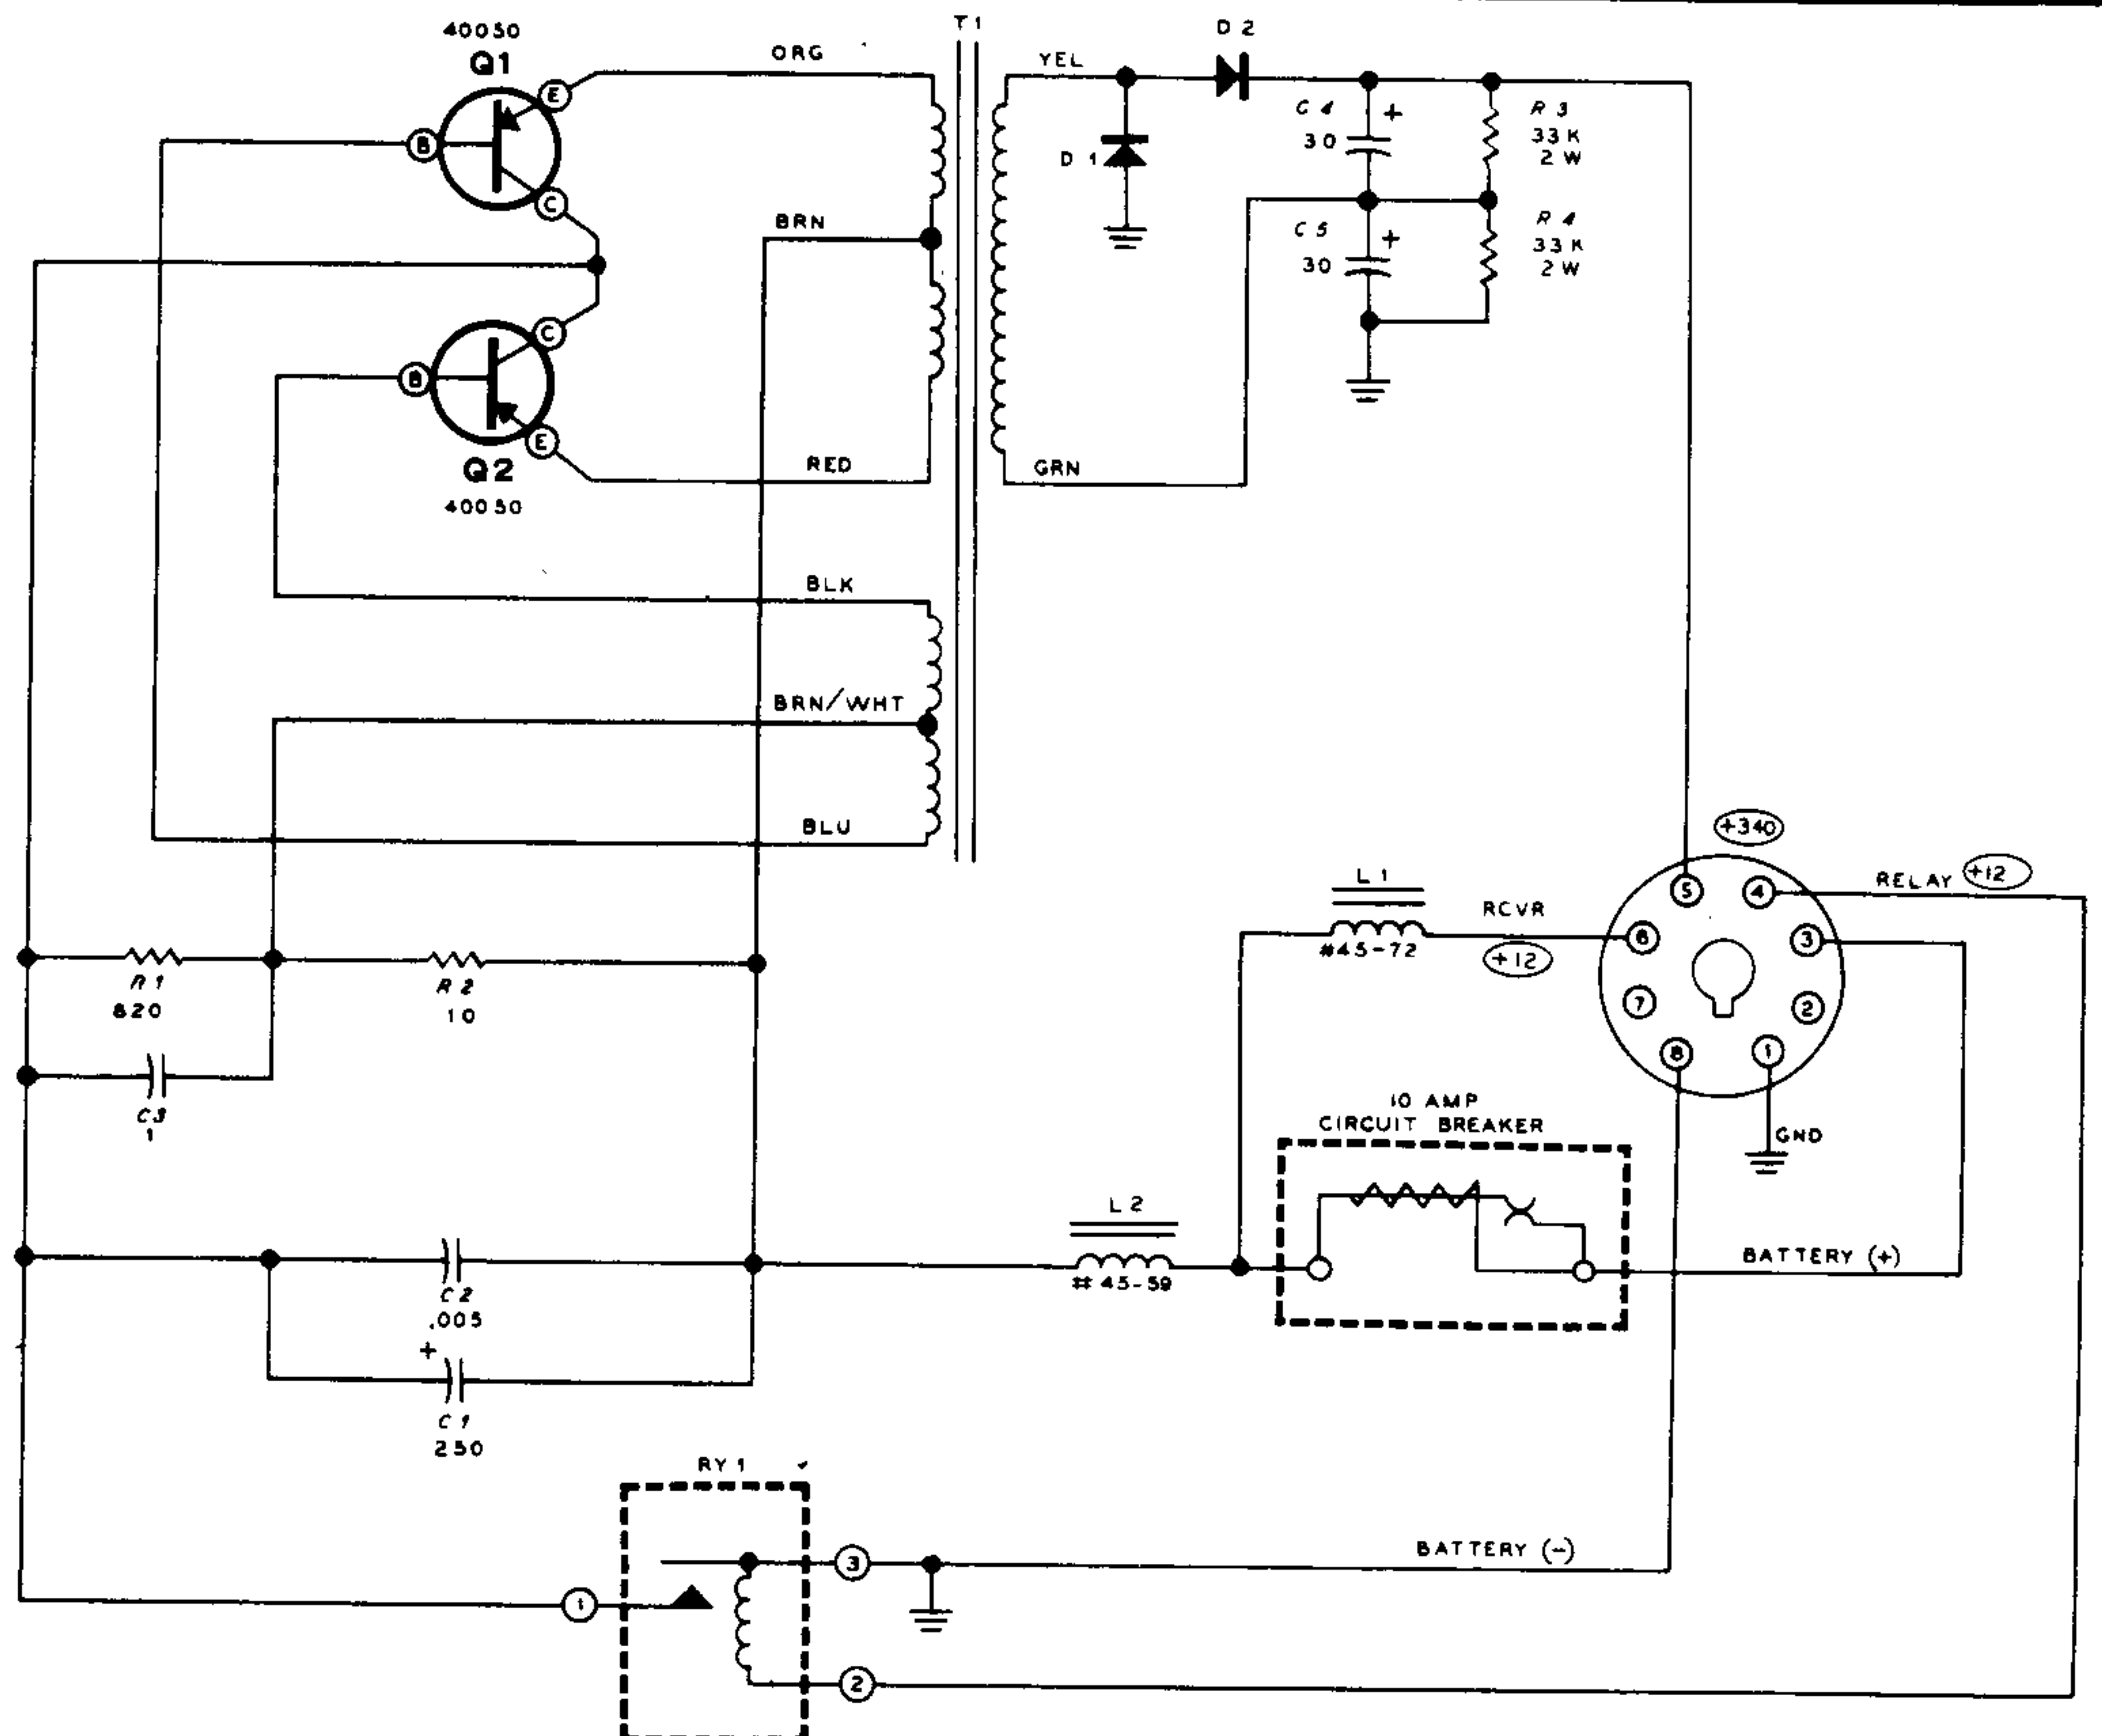 40050
Q1
E
B
C
ORG
T1
YEL
D2
D1
C4
+
30
R3
33K
2W
BRN
C5
+
30
R4
33K
2W
C
B
E
Q2
40050
RED
GRN
BLK
BRN/WHT
BLU
+340
RELAY
+12
L1
#45-72
RCVR
+12
5
4
6
3
7
2
8
1
GND
R1
820
R2
10
C3
1
10 AMP
CIRCUIT BREAKER
L2
#45-59
BATTERY (+)
C2
.005
+
C1
250
RY1
3
BATTERY (-)
1
2